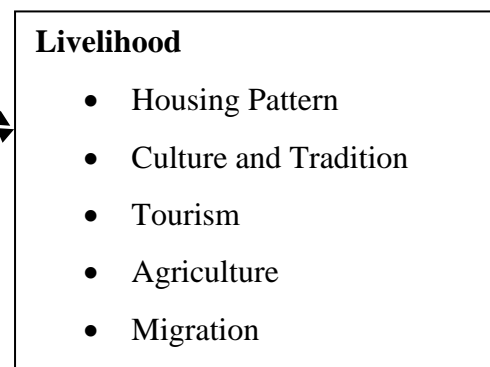 Livelihood
• Housing Pattern
• Culture and Tradition
• Tourism
• Agriculture
• Migration